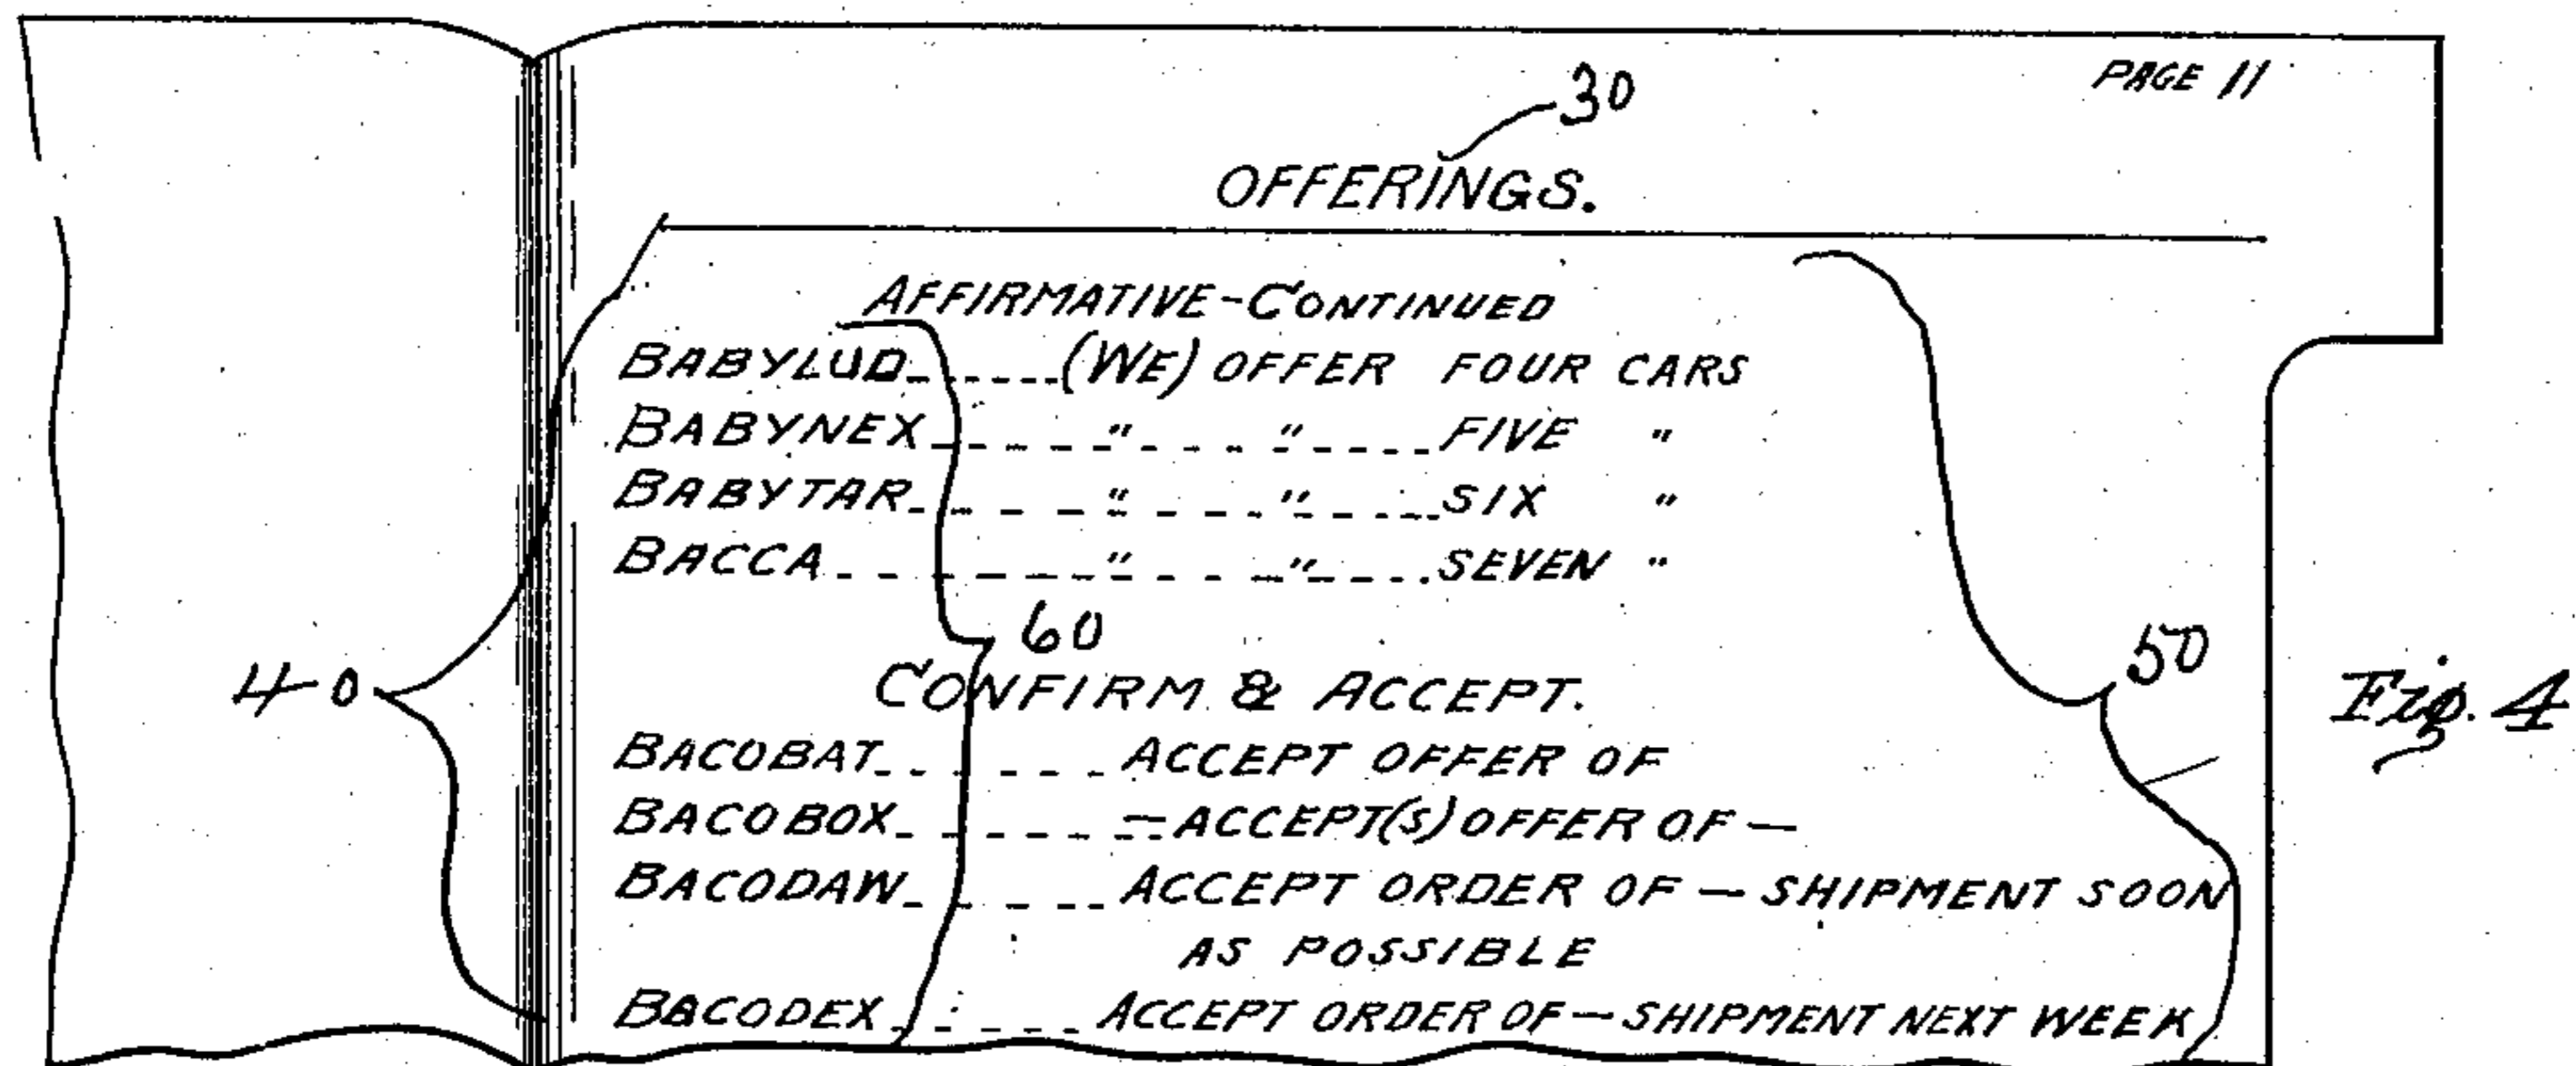 PAGE 11
30
OFFERINGS.
AFFIRMATIVE-CONTINUED
BABYLUD------(WE) OFFER FOUR CARS
BABYNEX------"----"----FIVE "
BABYTAR------"----"----SIX "
BACCA------"----"----SEVEN "
60
40
50
CONFIRM & ACCEPT.
Fig. 4
BACOBAT------ACCEPT OFFER OF
BACOBOX------—ACCEPT(S) OFFER OF—
BACODAW------ACCEPT ORDER OF — SHIPMENT SOON
AS POSSIBLE
BACODEX------ACCEPT ORDER OF—SHIPMENT NEXT WEEK